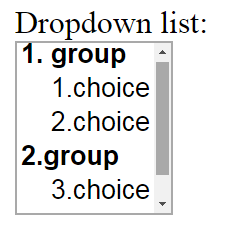 Dropdown list:
1. group
1.choice
2.choice
2.group
3.choice